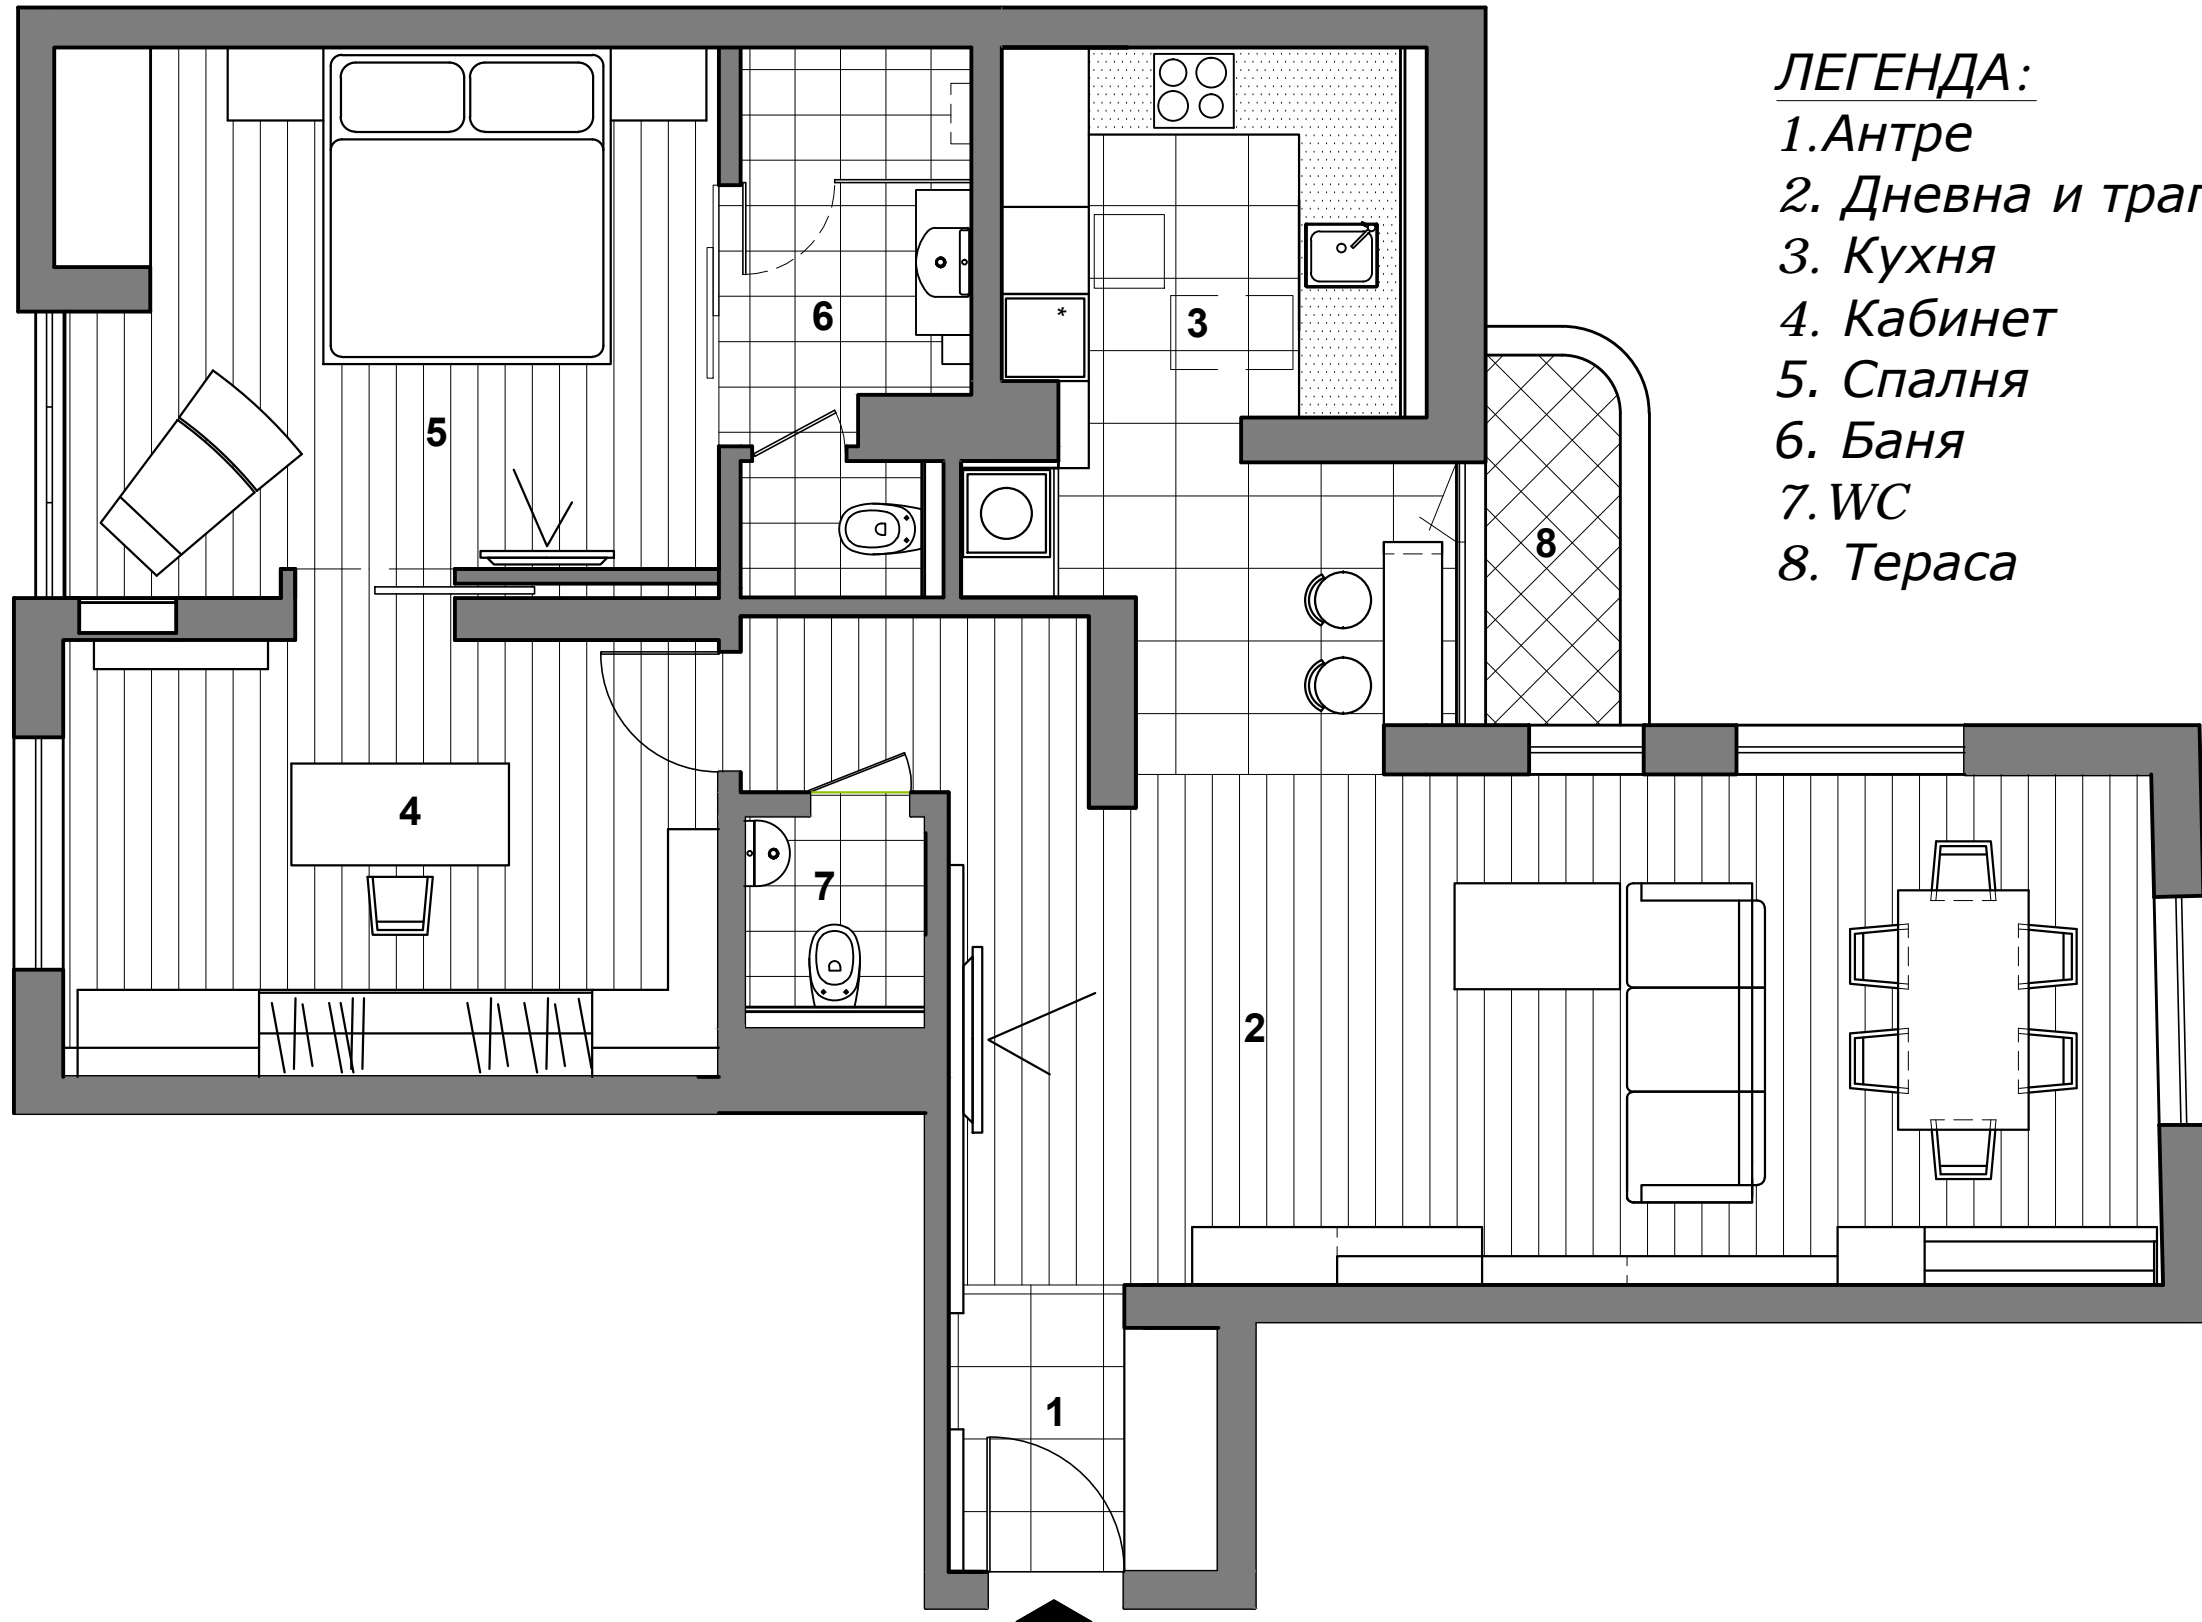 ЛЕГЕНДА:
1.Антре
2. Дневна и
3. Кухня
4. Кабинет
5. Спалня
6. Баня
7.WC
8. Тераса
6
3
5
8
4
7
2
1